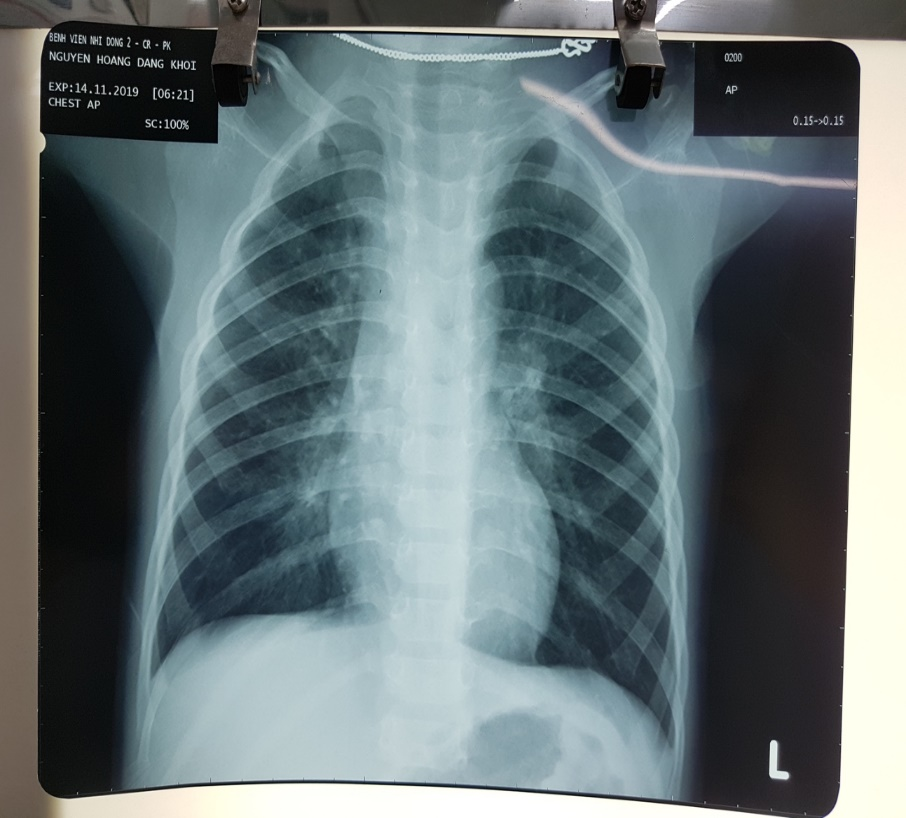 BENH VIEN NHI DONG 2 - CR - PK
NGUYEN HOANG DANG KHOI
EXP:14.11.2019 [06:21]
CHEST AP
SC:100%
0200
AP
0.15->0.15
L